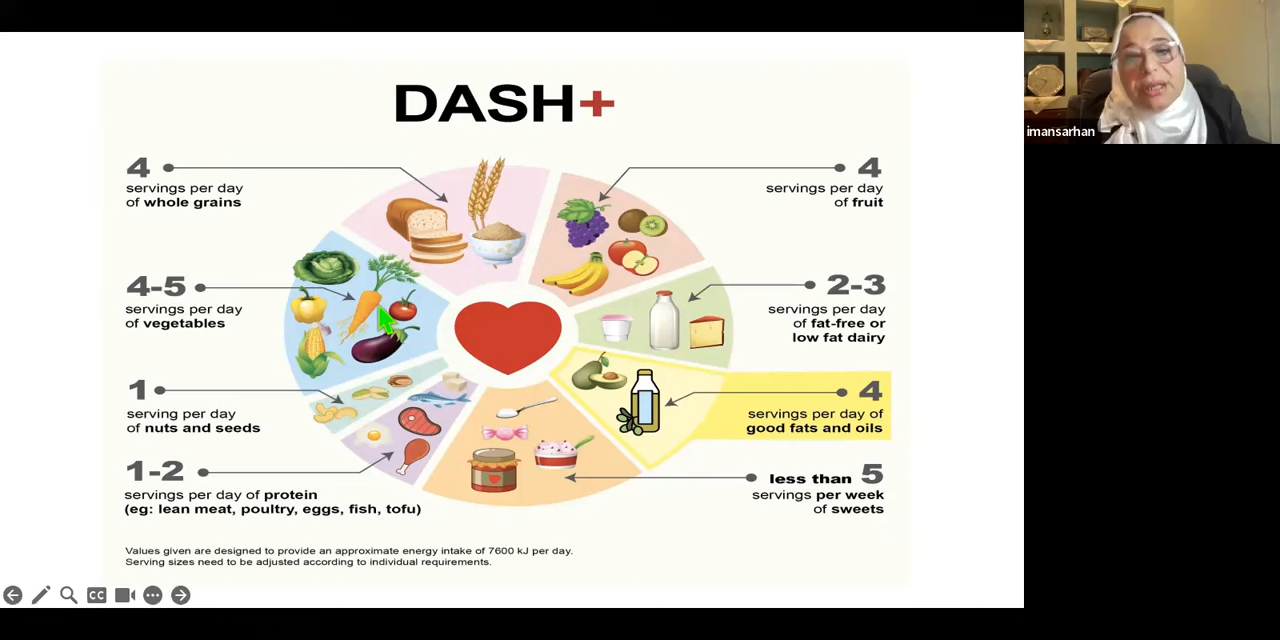 DASH+
4
servings per day
of whole grains
4
servings per day
of fruit
4-5
servings per day
of vegetables
2-3
servings per day
of fat-free or
low fat dairy
1
serving per day
of nuts and seeds
4
servings per day of
good fats and oils
1-2
servings per day of protein
(eg: lean meat, poultry, eggs, fish, tofu)
less than 5
servings per week
of sweets
Values given are designed to provide an approximate energy intake of 7600 kJ per day.
Serving sizes need to be adjusted according to individual requirements.
CC
imansarhan